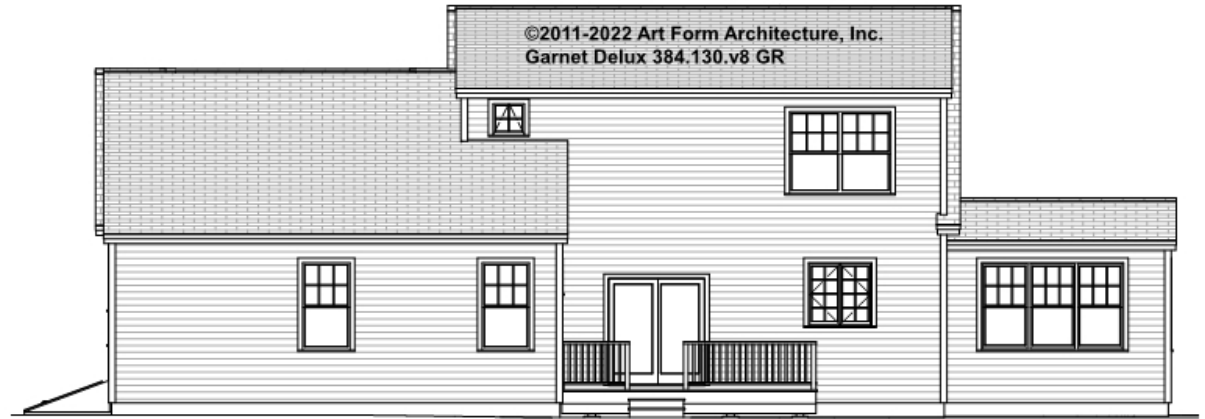 ©2011-2022 Art Form Architecture, Inc.
Garnet Delux 384.130.v8 GR